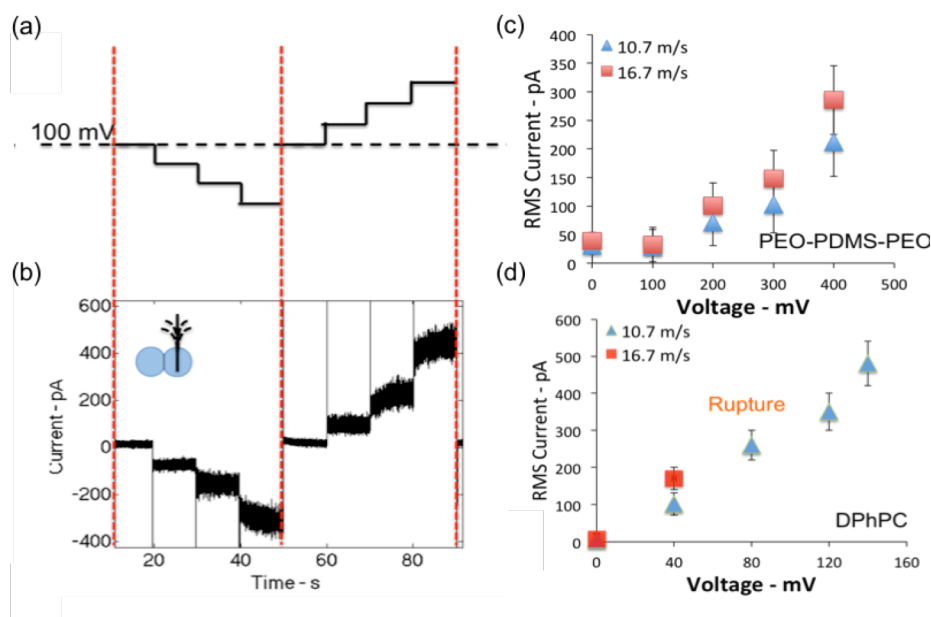 (a)
100 mV
(b)
600
400
200
0
-200
-400
Current - pA
20
40
60
80
Time - s
(c)
10.7 m/s
16.7 m/s
400
350
300
250
200
150
100
50
0
RMS Current - pA
PEO-PDMS-PEO
0 100 200 300 400 500
Voltage - mV
(d)
10.7 m/s
16.7 m/s
600
500
400
300
200
100
0
RMS Current - pA
Rupture
DPhPC
0 40 80 120 160
Voltage - mV